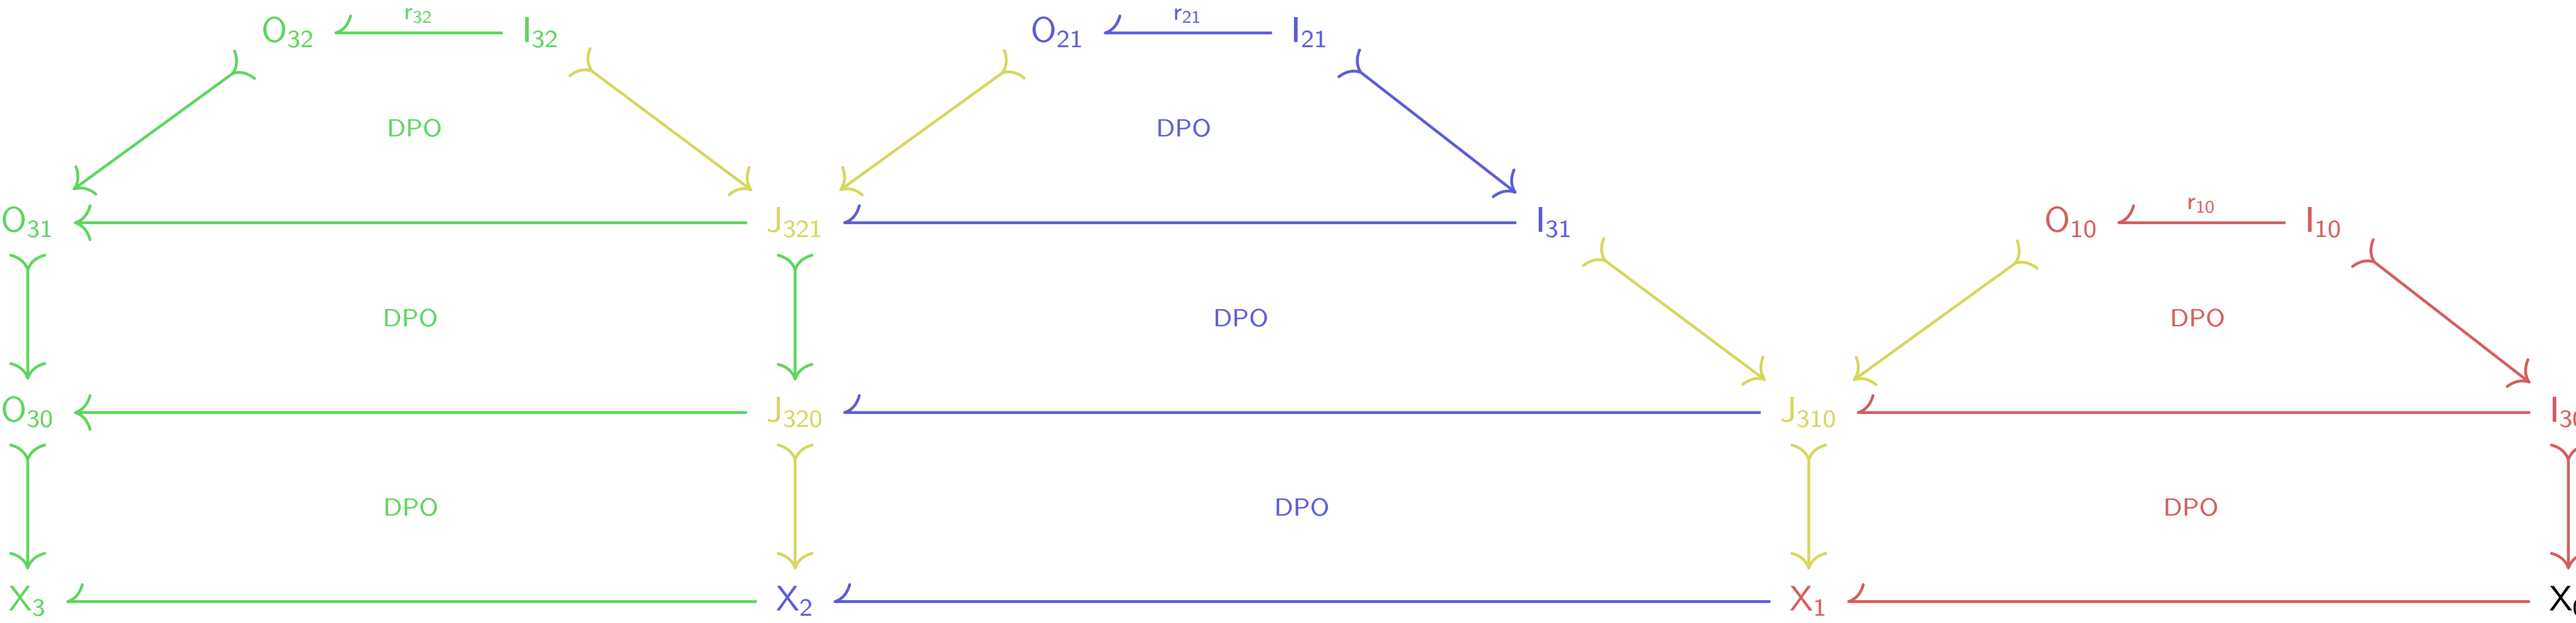 O₃₂ r₃₂ I₃₂ O₂₁ r₂₁ I₂₁
DPO DPO
O₃₁ J₃₂₁ I₃₁ O₁₀ r₁₀ I₁₀
DPO DPO DPO
O₃₀ J₃₂₀ J₃₁₀ I₃
DPO DPO DPO
X₃ X₂ X₁ X